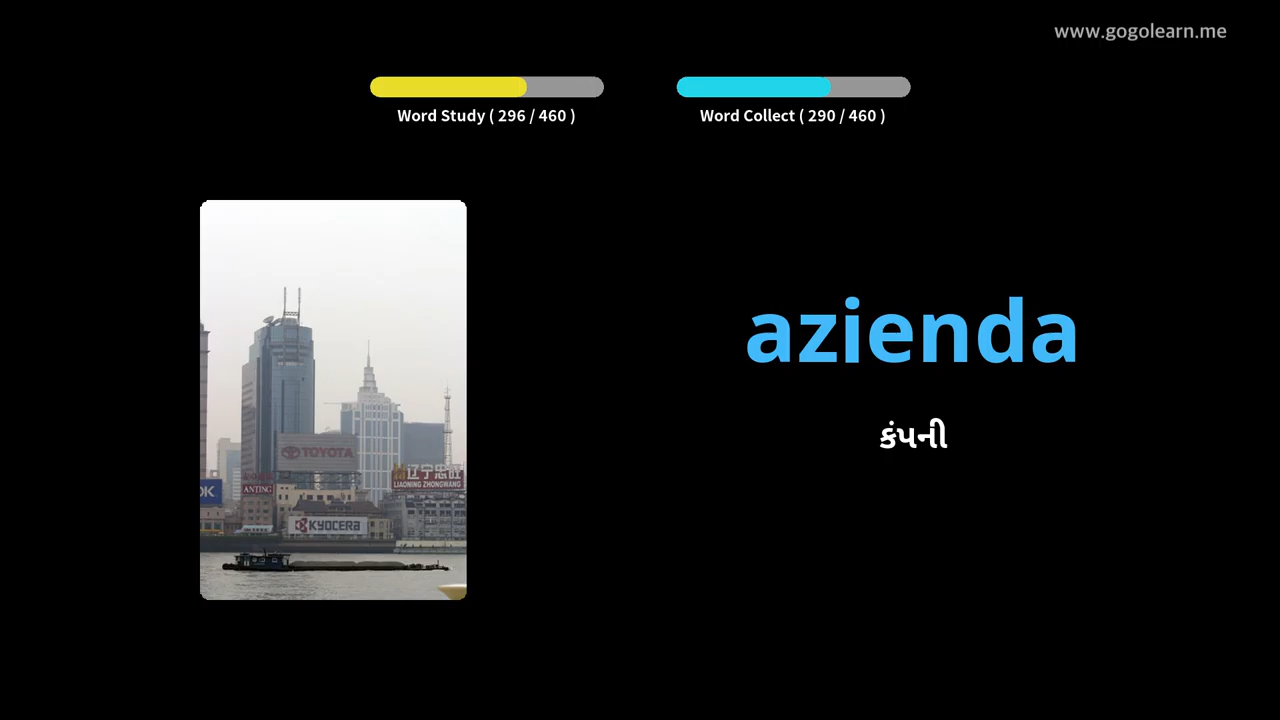 www.gogolearn.me
Word Study ( 296 / 460 )
Word Collect ( 290 / 460 )
azienda
કંપની
TOYOTA
辽宁忠旺
LIAONING ZHONGWANG
OK
ANTING
KYOCERA